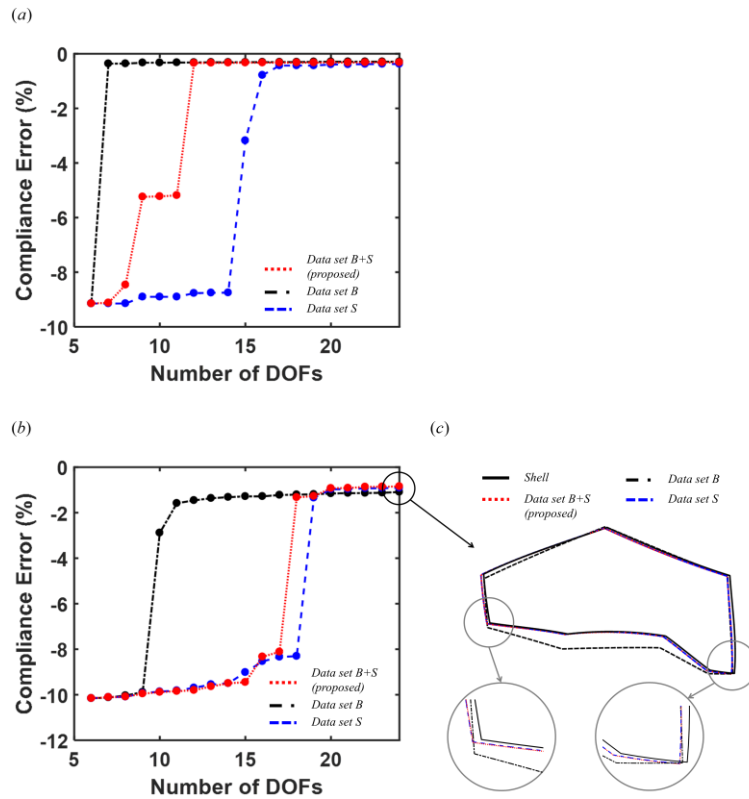 (a)
0
-2
-4
-6
-8
-10
Compliance Error (%)
Data set B+S
(proposed)
Data set B
Data set S
5
10
15
20
Number of DOFs
(b)
(c)
0
-2
-4
-6
-8
-10
-12
Compliance Error (%)
Data set B+S
(proposed)
Data set B
Data set S
5
10
15
20
Number of DOFs
Shell
Data set B
Data set B+S
(proposed)
Data set S